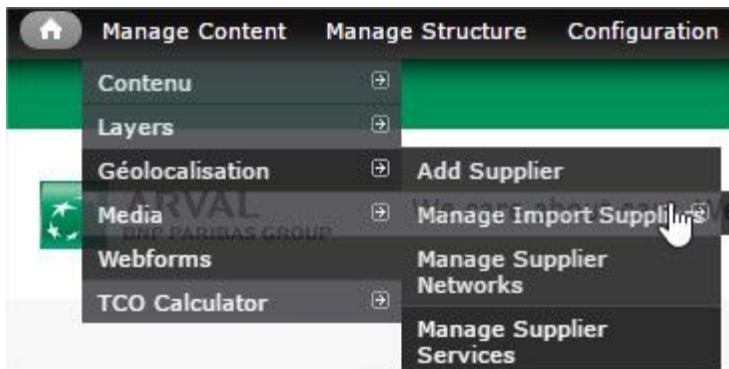 Manage Content Manage Structure Configuration
Contenu
Layers
Géolocalisation
Media
Webforms
TCO Calculator
Add Supplier
Manage Import Suppliers
Manage Supplier
Networks
Manage Supplier
Services
ARVAL
BNP PARIBAS GROUP